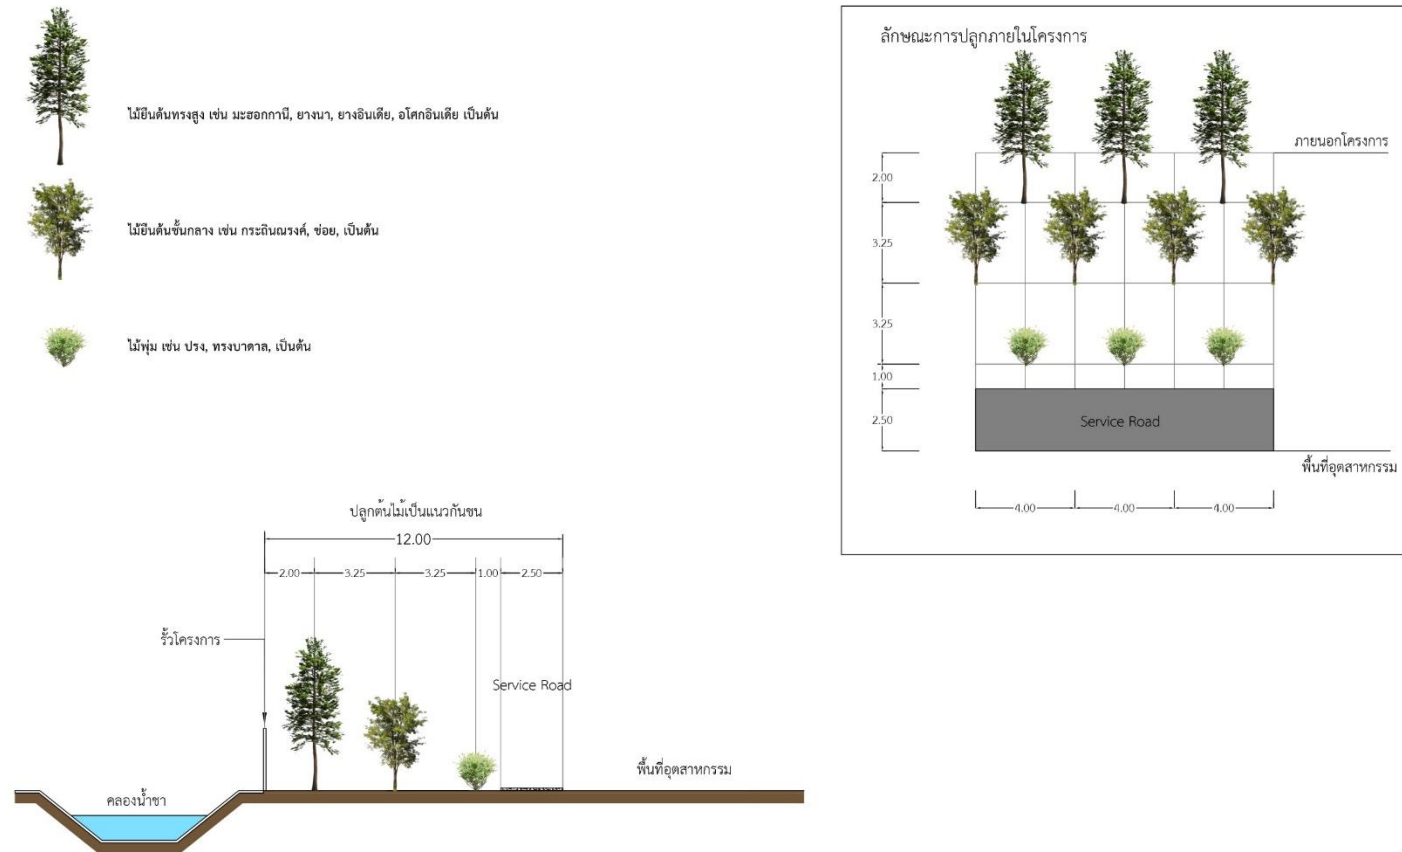 ไม้ยืนต้นทรงสูง เช่น มะฮอกกานี, ยางนา, ยางอินเดีย, อโศกอินเดีย เป็นต้น
ไม้ยืนต้นชั้นกลาง เช่น กระถินณรงค์, ข่อย, เป็นต้น
ไม้พุ่ม เช่น ปรง, ทรงบาดาล, เป็นต้น
ลักษณะการปลูกภายในโครงการ
ภายนอกโครงการ
2.00
3.25
3.25
1.00
2.50
Service Road
พื้นที่อุตสาหกรรม
4.00 4.00 4.00
ปลูกต้นไม้เป็นแนวกันชน
12.00
2.00 3.25 3.25 1.00 2.50
รั้วโครงการ
Service Road
พื้นที่อุตสาหกรรม
คลองน้ำชา